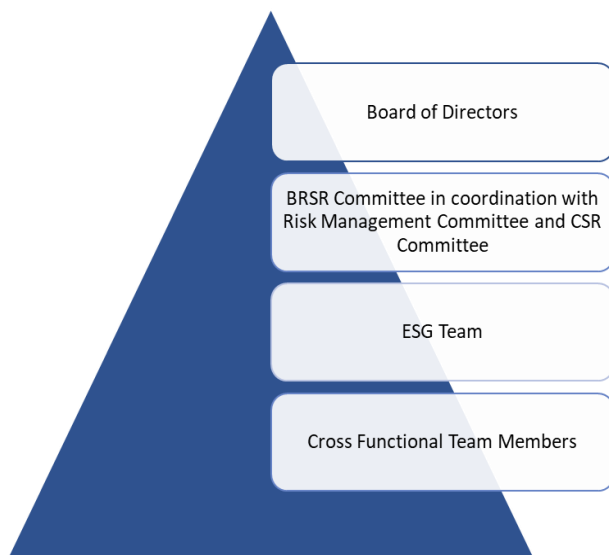 Board of Directors
BRSR Committee in coordination with
Risk Management Committee and CSR
Committee
ESG Team
Cross Functional Team Members